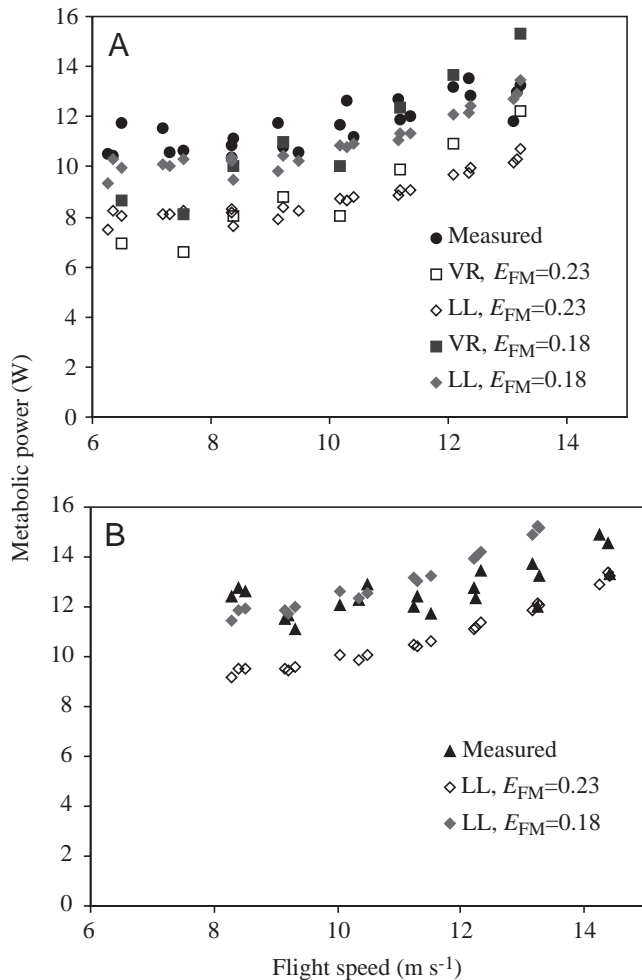 16
A
14
12
10
8
6
4
2
0
6
8
10
12
14
Measured
VR, EFM=0.23
LL, EFM=0.23
VR, EFM=0.18
LL, EFM=0.18
Metabolic power (W)
16
B
14
12
10
8
6
4
2
0
6
8
10
12
14
Measured
LL, EFM=0.23
LL, EFM=0.18
Flight speed (m s-1)